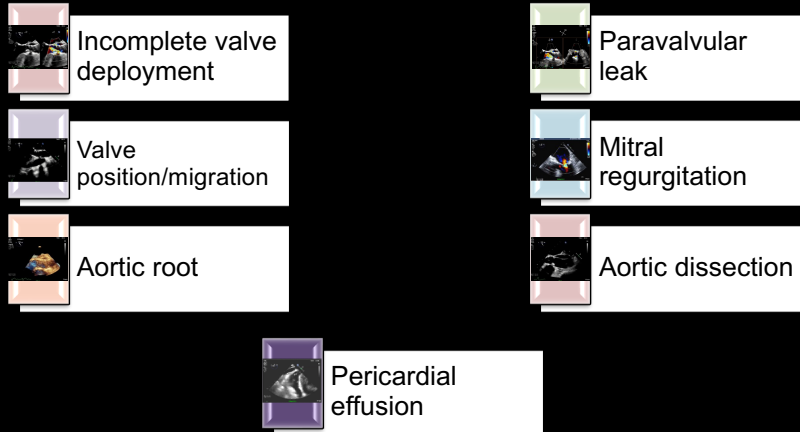 Incomplete valve
deployment
Paravalvular
leak
Valve
position/migration
Mitral
regurgitation
Aortic root
Aortic dissection
Pericardial
effusion